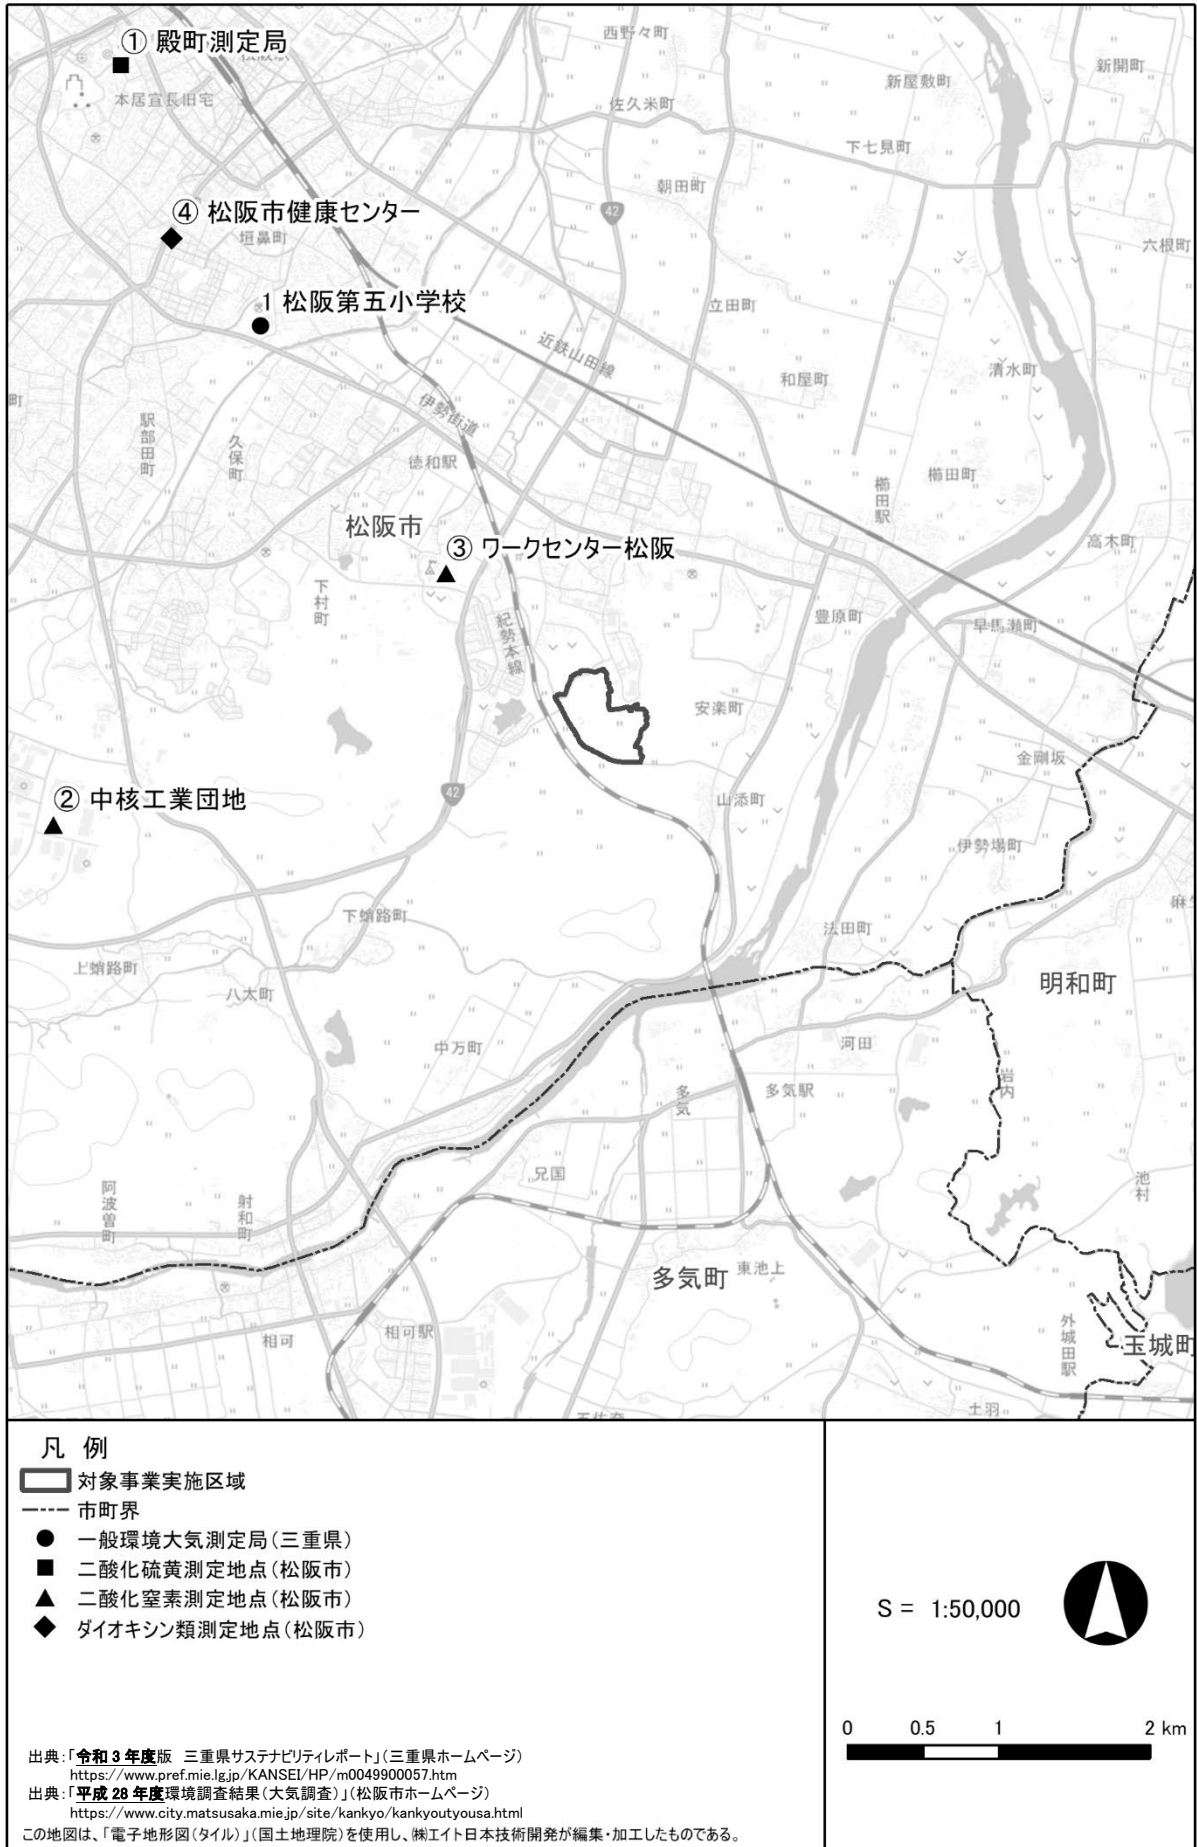 ① 殿町測定局
本居宣長旧宅
西野々町
新屋敷町
新開町
佐久米町
下七見町
朝田町
42
④ 松阪市健康センター
垣鼻町
六根町
1 松阪第五小学校
立田町
近鉄山田線
和屋町
清水町
町
駅部田町
久保町
伊勢街道
徳和駅
櫛田駅
櫛田町
松阪市
高木町
③ ワークセンター松阪
下村町
紀勢本線
豊原町
早馬瀬町
安楽町
金剛坂
42
② 中核工業団地
山添町
伊勢場町
下蛸路町
法田町
上蛸路町
八太町
明和町
中万町
河田
岩内
多気
多気駅
兄国
池村
阿波曽町
射和町
多気町
東池上
相可
相可駅
外城田駅
玉城町
土羽
凡 例
対象事業実施区域
市町界
一般環境大気測定局(三重県)
二酸化硫黄測定地点(松阪市)
二酸化窒素測定地点(松阪市)
ダイオキシン類測定地点(松阪市)
S = 1:50,000
0 0.5 1 2 km
出典:「令和3年度版 三重県サステナビリティレポート」(三重県ホームページ)
https://www.pref.mie.lg.jp/KANSEI/HP/m0049900057.htm
出典:「平成28年度環境調査結果(大気調査)」(松阪市ホームページ)
https://www.city.matsusaka.mie.jp/site/kankyo/kankyoutyousa.html
この地図は、「電子地形図(タイル)」(国土地理院)を使用し、㈱エイト日本技術開発が編集・加工したものである。